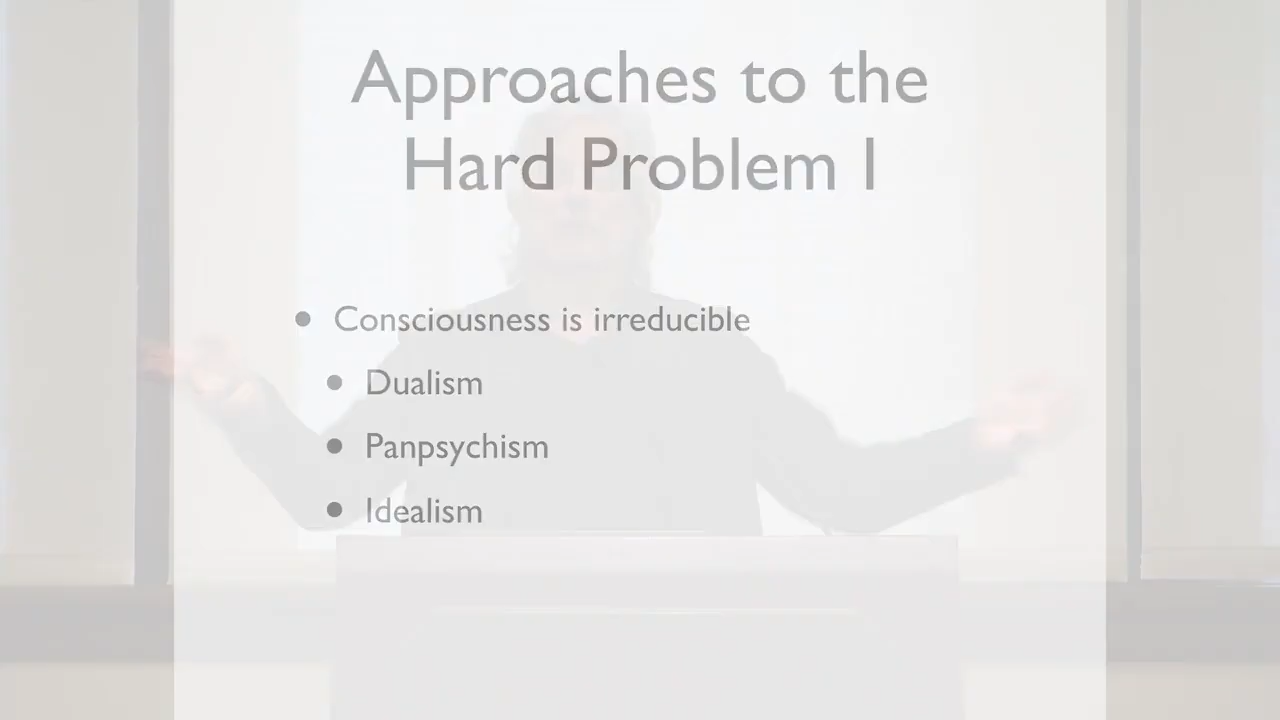 Approaches to the
Hard Problem I
• Consciousness is irreducible
• Dualism
• Panpsychism
• Idealism